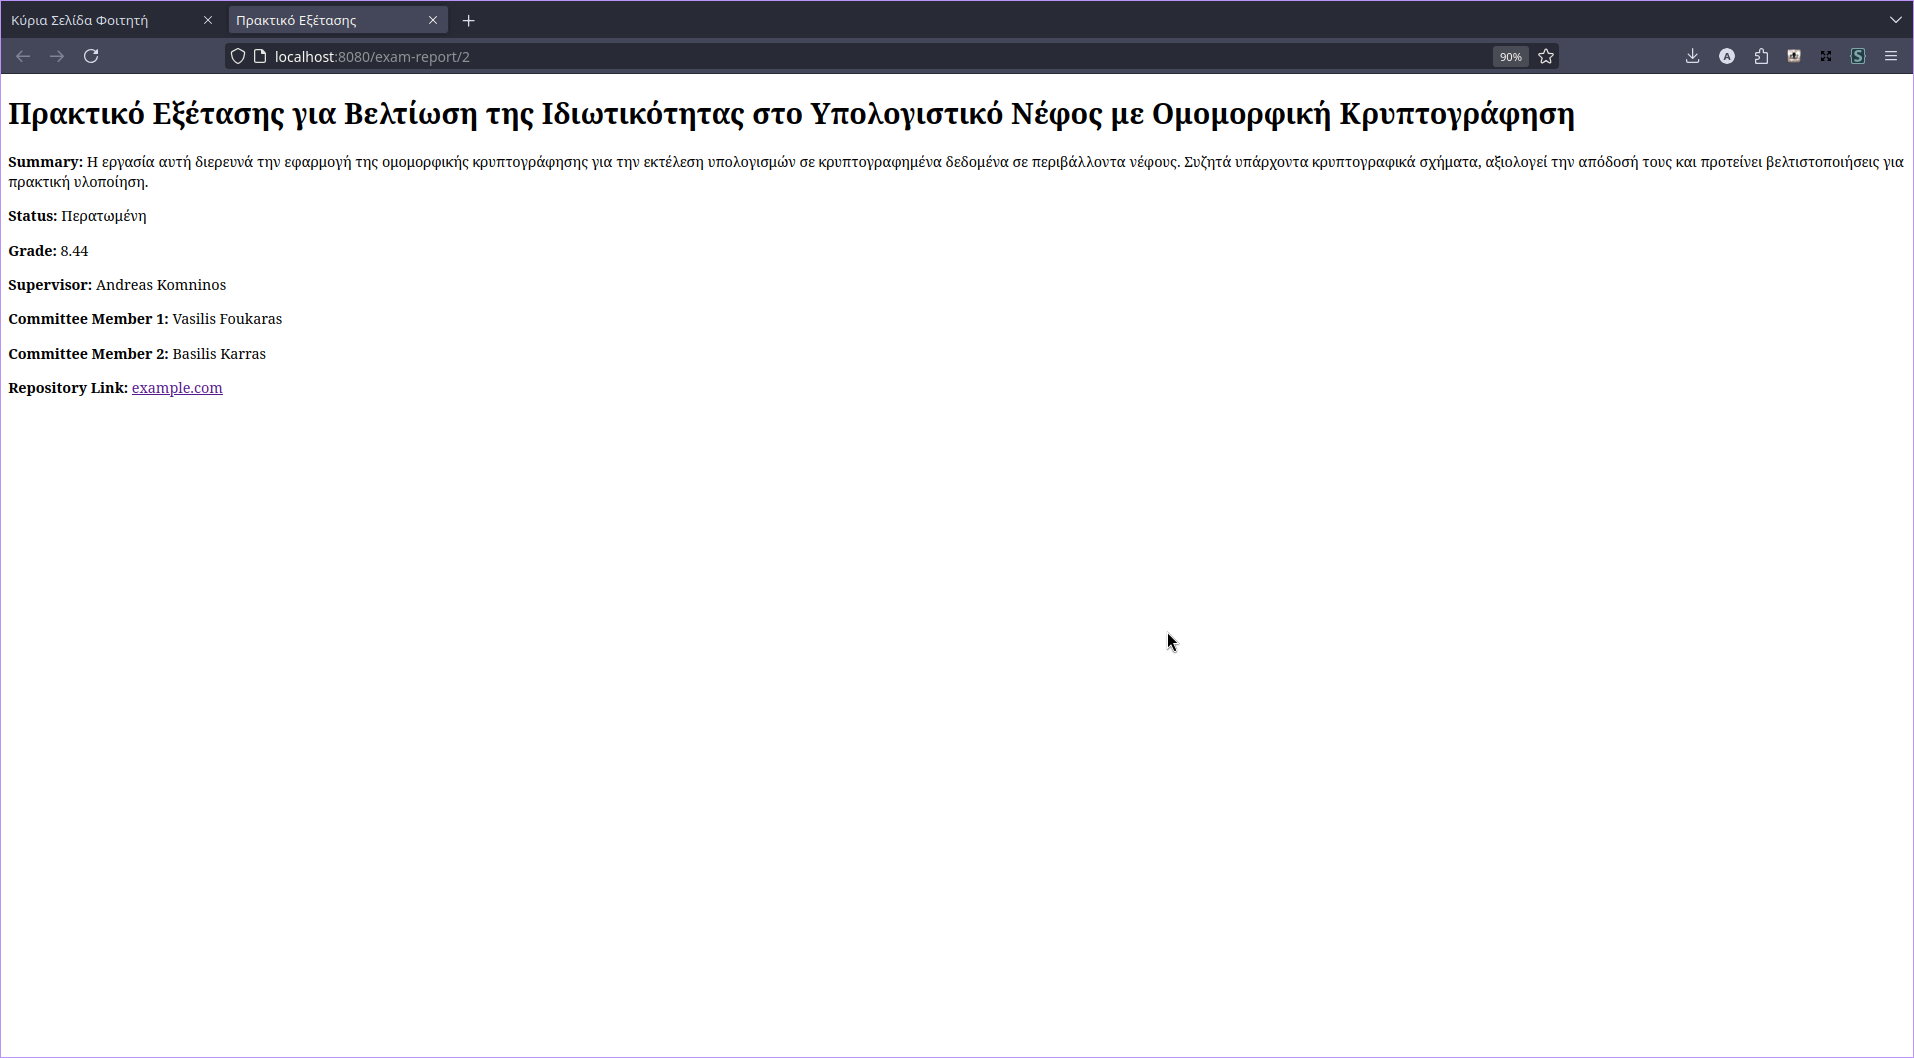 Κύρια Σελίδα Φοιτητή
Πρακτικό Εξέτασης
localhost:8080/exam-report/2
90%
A
S
Πρακτικό Εξέτασης για Βελτίωση της Ιδιωτικότητας στο Υπολογιστικό Νέφος με Ομομορφική Κρυπτογράφηση
Summary: Η εργασία αυτή διερευνά την εφαρμογή της ομομορφικής κρυπτογράφησης για την εκτέλεση υπολογισμών σε κρυπτογραφημένα δεδομένα σε περιβάλλοντα νέφους. Συζητά υπάρχοντα κρυπτογραφικά σχήματα, αξιολογεί την απόδοσή τους και προτείνει βελτιστοποιήσεις για
πρακτική υλοποίηση.
Status: Περατωμένη
Grade: 8.44
Supervisor: Andreas Komninos
Committee Member 1: Vasilis Foukaras
Committee Member 2: Basilis Karras
Repository Link: example.com